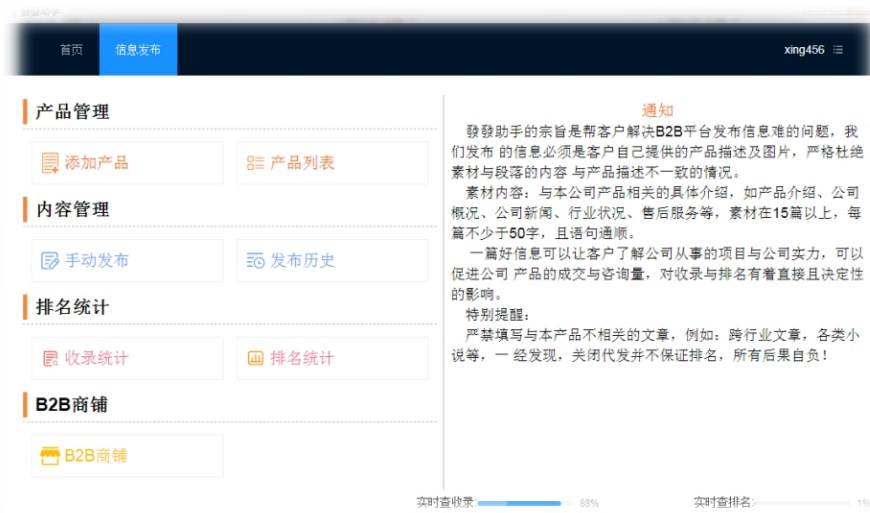 發發助手
首页
信息发布
xing456
产品管理
添加产品
产品列表
内容管理
手动发布
发布历史
排名统计
收录统计
排名统计
B2B商铺
B2B商铺
通知
發發助手的宗旨是帮客户解决B2B平台发布信息难的问题，我
们发布 的信息必须是客户自己提供的产品描述及图片，严格杜绝
素材与段落的内容 与产品描述不一致的情况。
素材内容：与本公司产品相关的具体介绍，如产品介绍、公司
概况、公司新闻、行业状况、售后服务等，素材在15篇以上，每
篇不少于50字，且语句通顺。
一篇好信息可以让客户了解公司从事的项目与公司实力，可以
促进公司 产品的成交与咨询量，对收录与排名有着直接且决定性
的影响。
特别提醒：
严禁填写与本产品不相关的文章，例如：跨行业文章，各类小
说等，一 经发现，关闭代发并不保证排名，所有后果自负！
实时查收录:
88%
实时查排名:
1%